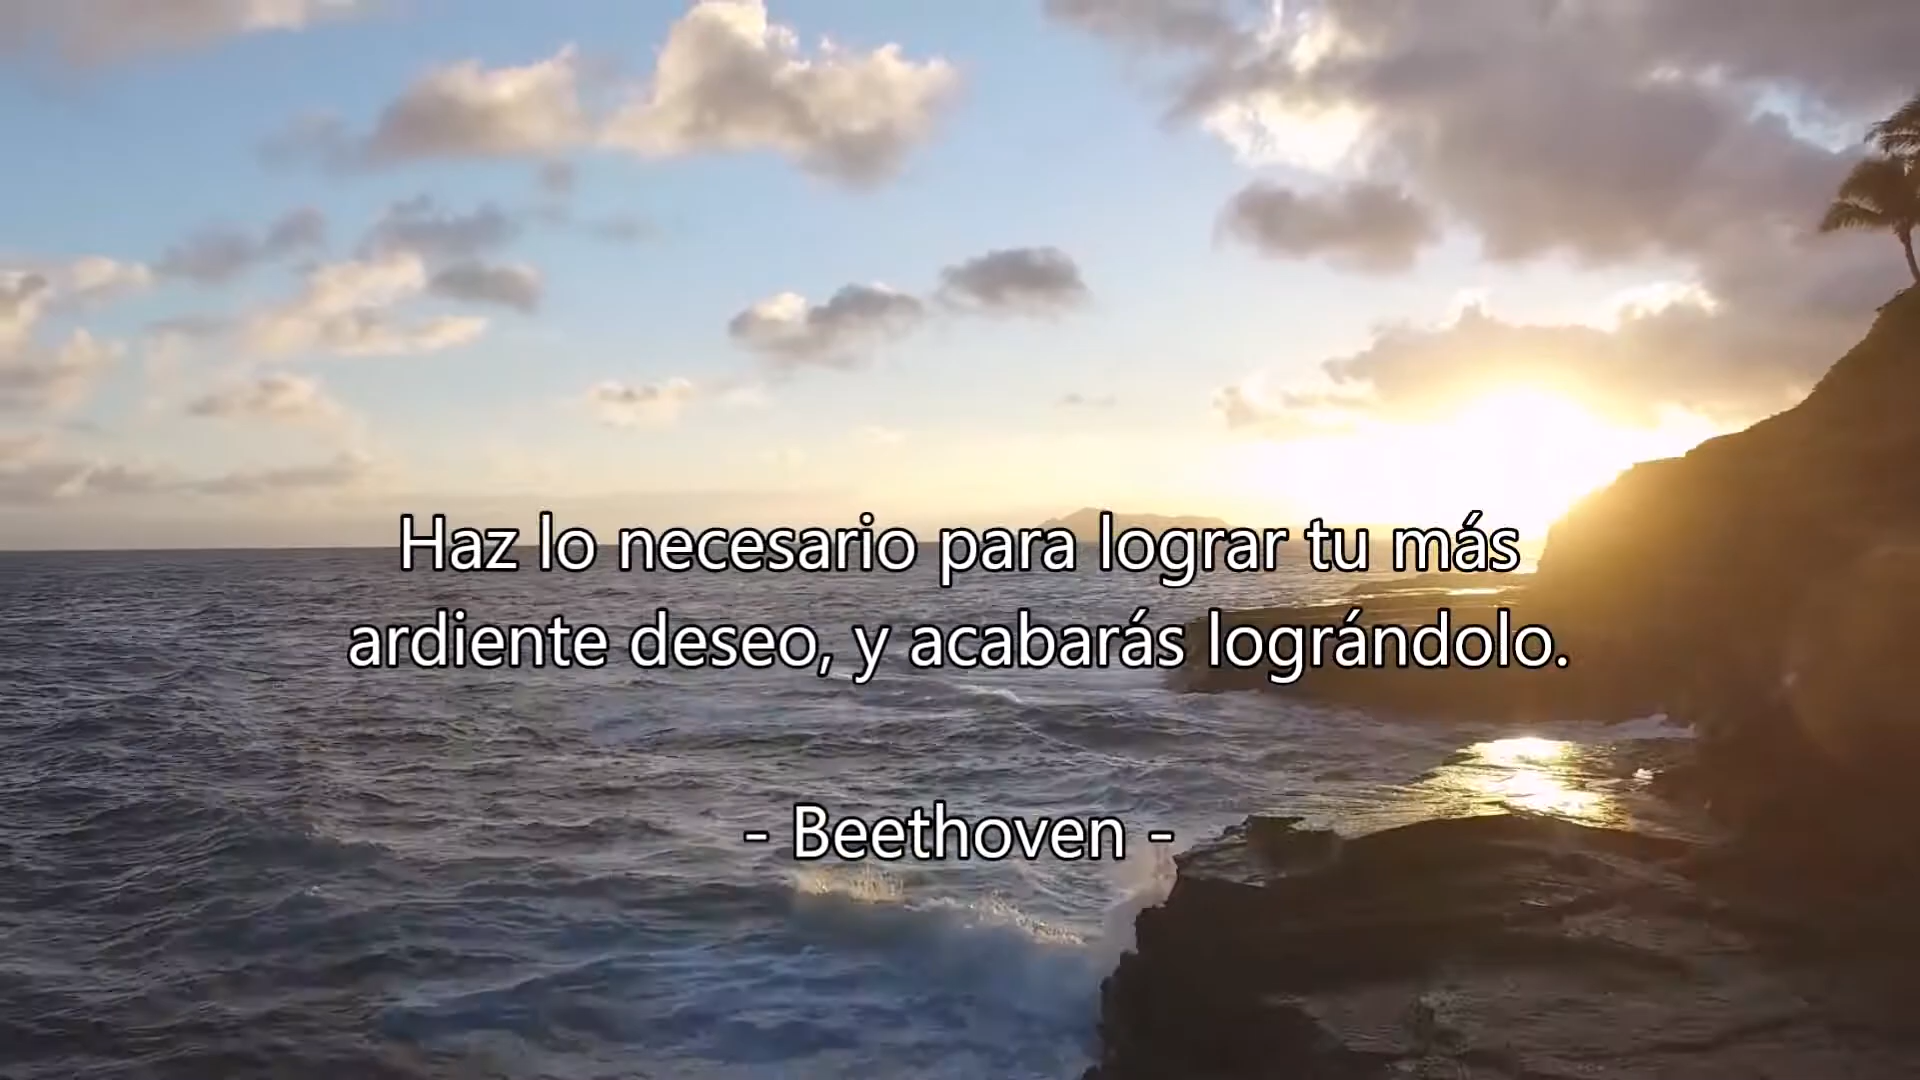 Haz lo necesario para lograr tu más
ardiente deseo, y acabarás lográndolo.
- Beethoven -